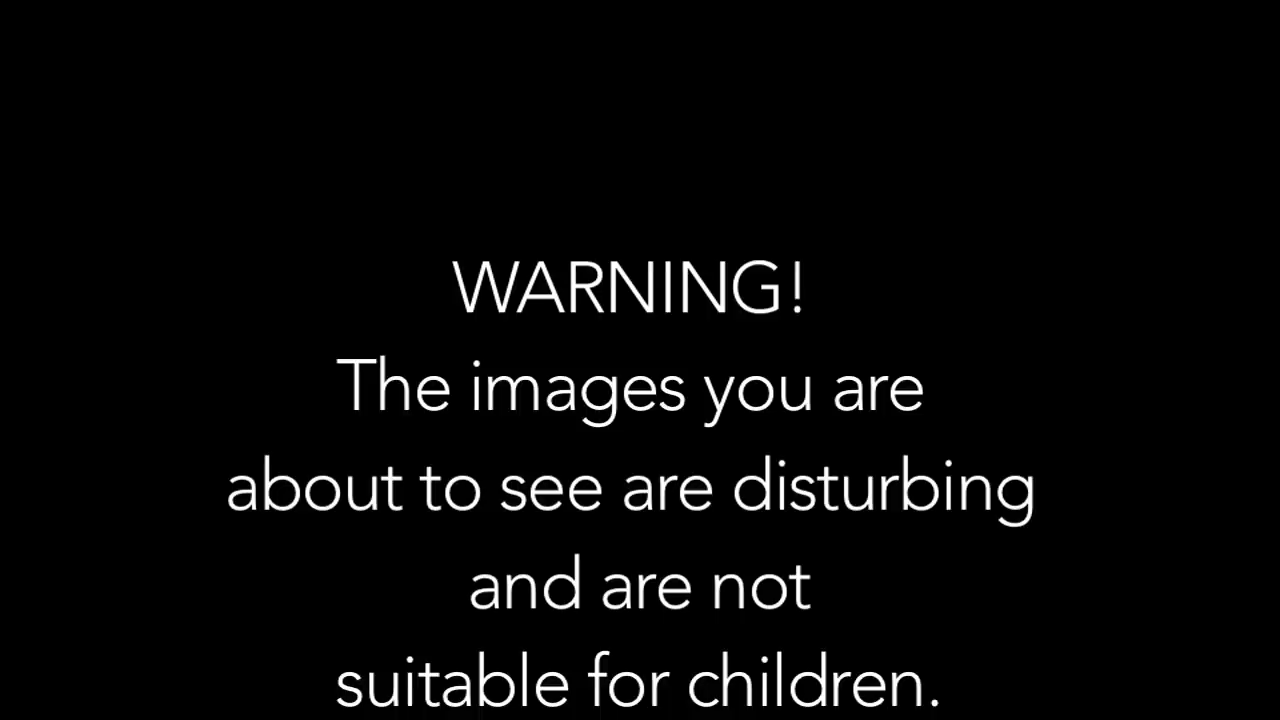 WARNING!
The images you are
about to see are disturbing
and are not
suitable for children.